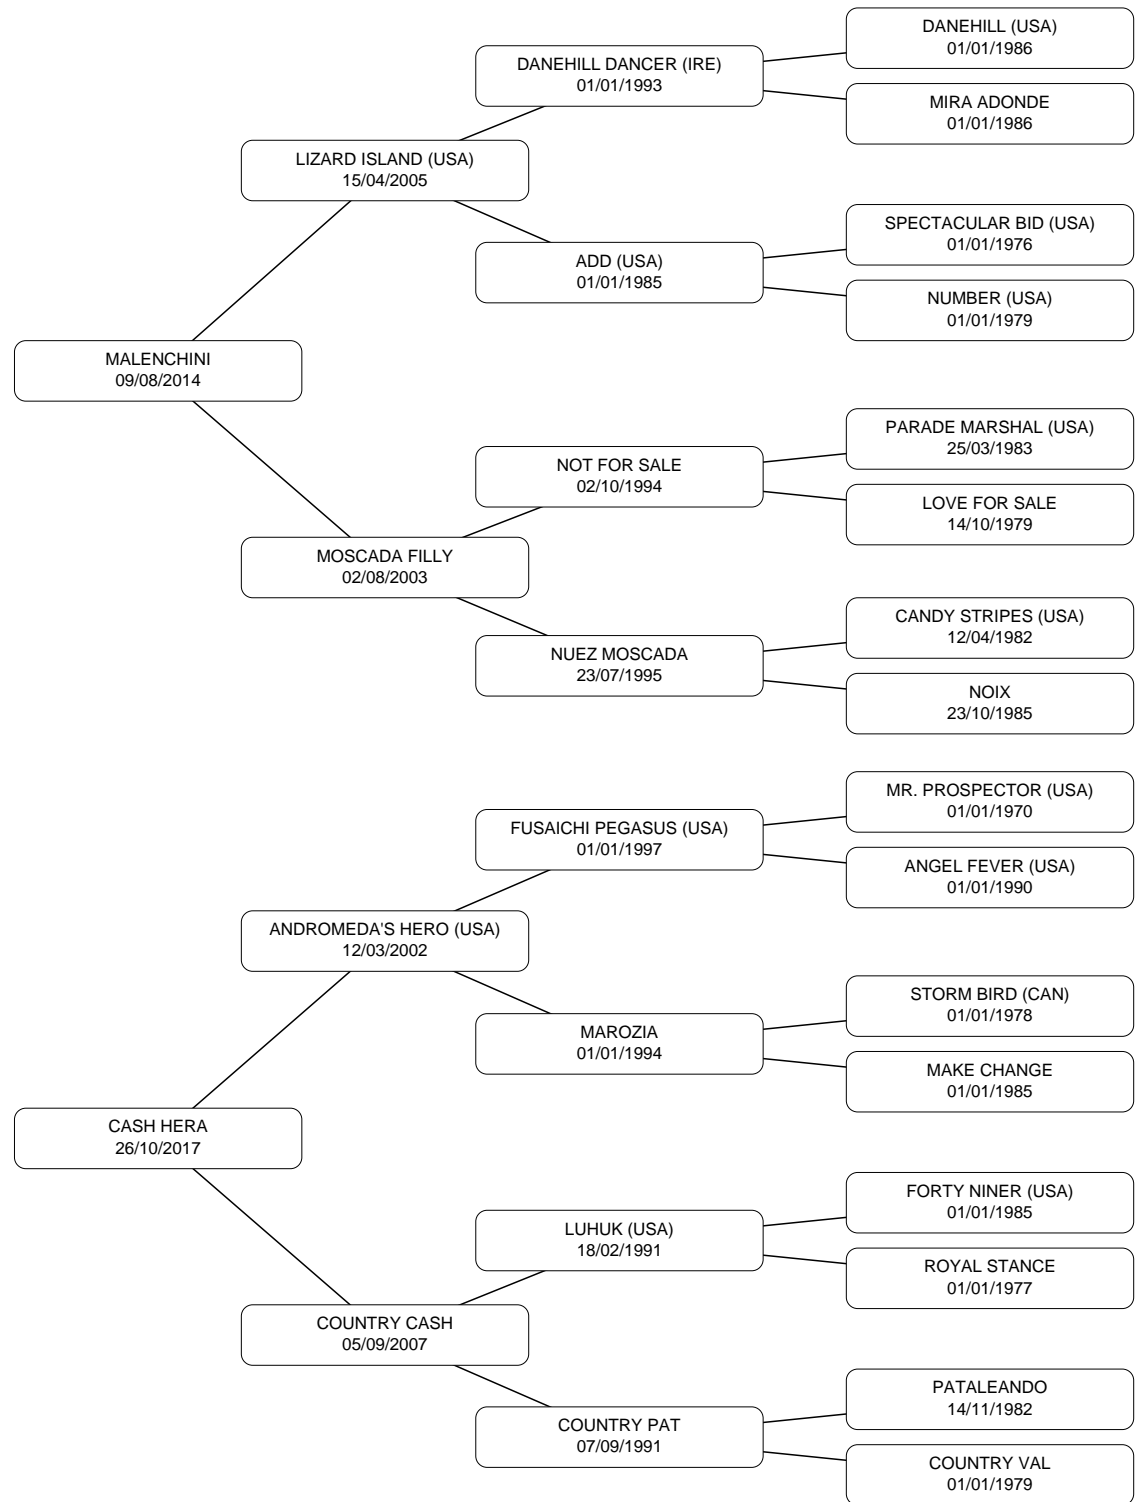 DANEHILL (USA)
01/01/1986
DANEHILL DANCER (IRE)
01/01/1993
MIRA ADONDE
01/01/1986
LIZARD ISLAND (USA)
15/04/2005
SPECTACULAR BID (USA)
01/01/1976
ADD (USA)
01/01/1985
NUMBER (USA)
01/01/1979
MALENCHINI
09/08/2014
PARADE MARSHAL (USA)
25/03/1983
NOT FOR SALE
02/10/1994
LOVE FOR SALE
14/10/1979
MOSCADA FILLY
02/08/2003
CANDY STRIPES (USA)
12/04/1982
NUEZ MOSCADA
23/07/1995
NOIX
23/10/1985
MR. PROSPECTOR (USA)
01/01/1970
FUSAICHI PEGASUS (USA)
01/01/1997
ANGEL FEVER (USA)
01/01/1990
ANDROMEDA'S HERO (USA)
12/03/2002
STORM BIRD (CAN)
01/01/1978
MAROZIA
01/01/1994
MAKE CHANGE
01/01/1985
CASH HERA
26/10/2017
FORTY NINER (USA)
01/01/1985
LUHUK (USA)
18/02/1991
ROYAL STANCE
01/01/1977
COUNTRY CASH
05/09/2007
PATALEANDO
14/11/1982
COUNTRY PAT
07/09/1991
COUNTRY VAL
01/01/1979